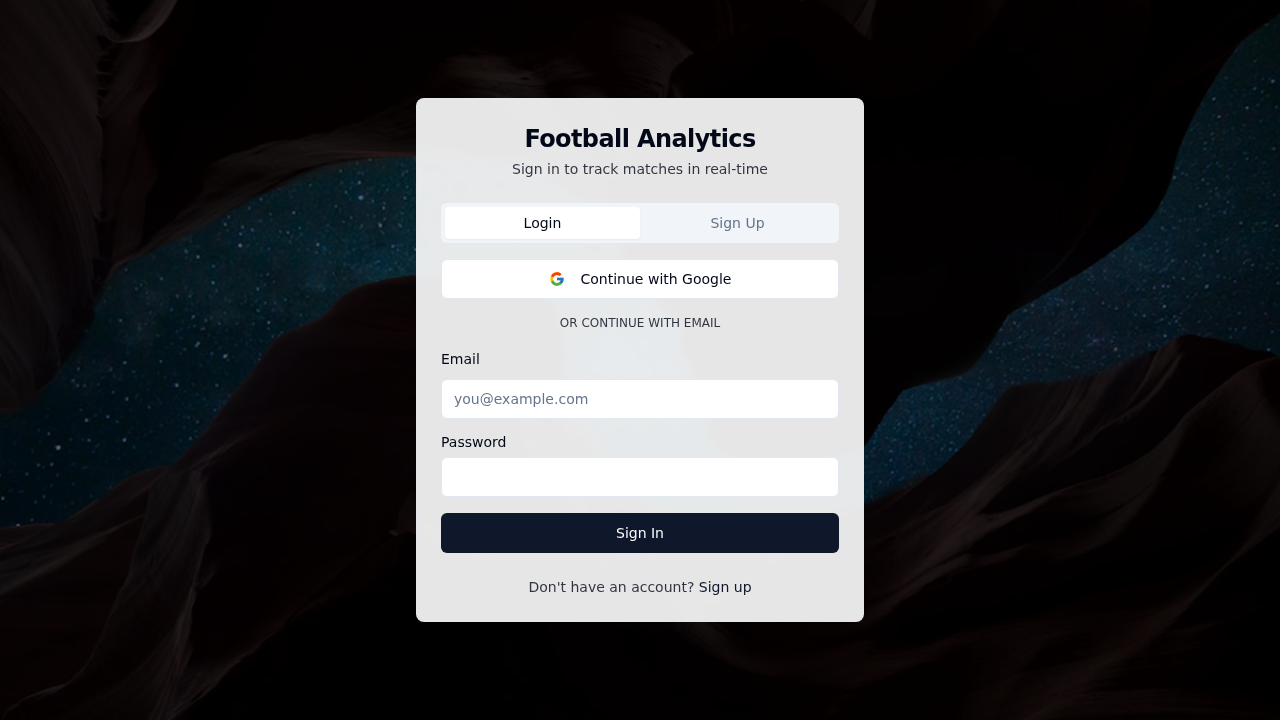 Football Analytics
Sign in to track matches in real-time
Login
Sign Up
Continue with Google
OR CONTINUE WITH EMAIL
Email
you@example.com
Password
Sign In
Don't have an account? Sign up